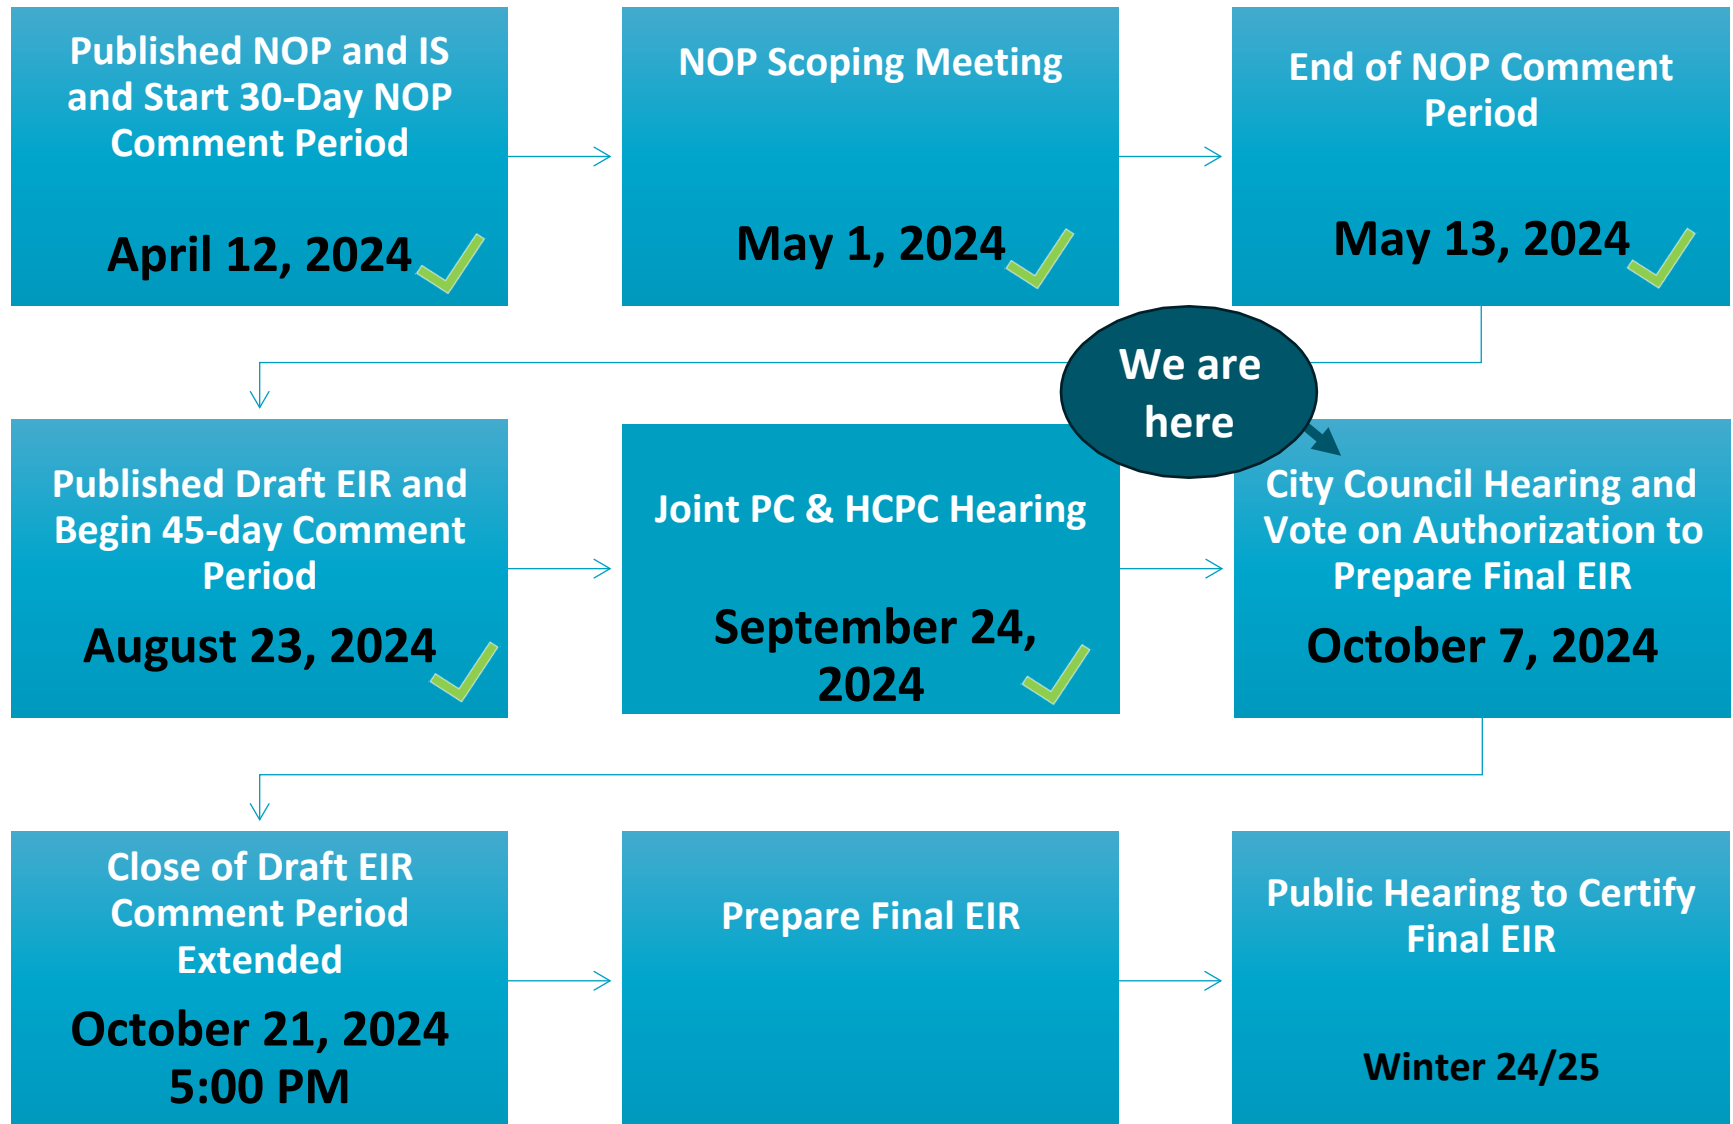 Published NOP and IS
and Start 30-Day NOP
Comment Period
April 12, 2024
NOP Scoping Meeting
May 1, 2024
End of NOP Comment
Period
May 13, 2024
We are
here
Published Draft EIR and
Begin 45-day Comment
Period
August 23, 2024
Joint PC & HCPC Hearing
September 24,
2024
City Council Hearing and
Vote on Authorization to
Prepare Final EIR
October 7, 2024
Close of Draft EIR
Comment Period
Extended
October 21, 2024
5:00 PM
Prepare Final EIR
Public Hearing to Certify
Final EIR
Winter 24/25